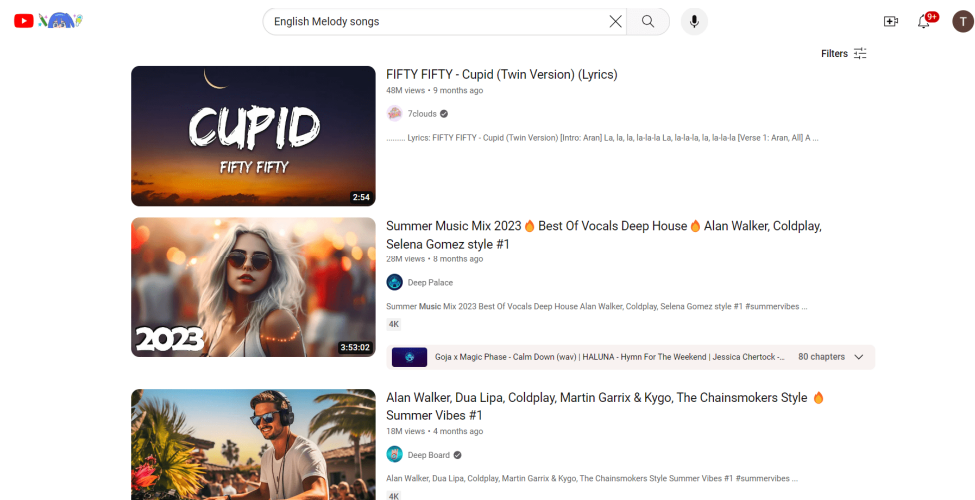 English Melody songs
9+
T
Filters
CUPID
FIFTY FIFTY
2:54
FIFTY FIFTY - Cupid (Twin Version) (Lyrics)
48M views • 9 months ago
7clouds
......... Lyrics: FIFTY FIFTY - Cupid (Twin Version) [Intro: Aran] La, la, la, la-la-la La, la-la-la, la, la-la-la [Verse 1: Aran, All] A ...
2023
3:53:02
Summer Music Mix 2023🔥Best Of Vocals Deep House🔥Alan Walker, Coldplay,
Selena Gomez style #1
28M views • 8 months ago
Deep Palace
Summer Music Mix 2023 Best Of Vocals Deep House Alan Walker, Coldplay, Selena Gomez style #1 #summervibes ...
4K
Goja x Magic Phase - Calm Down (wav) | HALUNA - Hymn For The Weekend | Jessica Chertock -...
80 chapters
Alan Walker, Dua Lipa, Coldplay, Martin Garrix & Kygo, The Chainsmokers Style 🔥
Summer Vibes #1
18M views • 4 months ago
Deep Board
Alan Walker, Dua Lipa, Coldplay, Martin Garrix & Kygo, The Chainsmokers Style Summer Vibes #1 #summervibes ...
4K